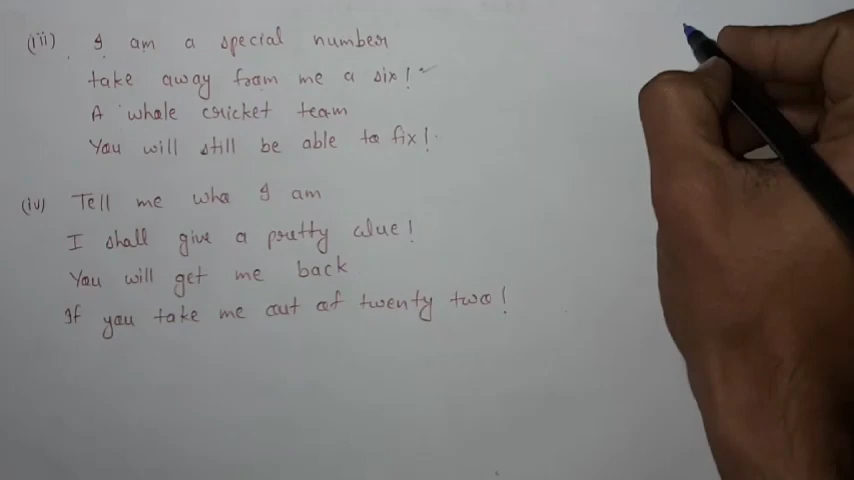 (iii) I am a special number
take away from me a six!
A whole cricket team
You will still be able to fix!
(iv) Tell me who I am
I shall give a pretty clue!
You will get me back
If you take me out of twenty two!